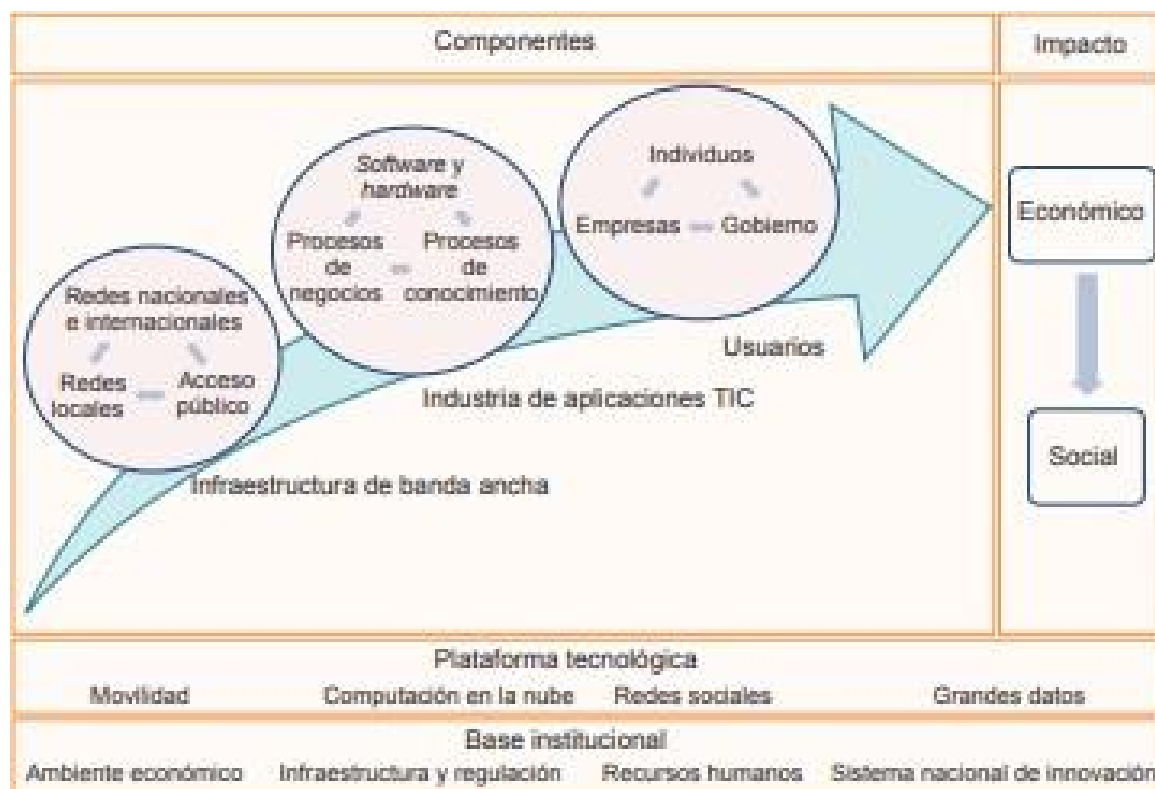 Componentes
Impacto
Individuos
Empresas
Gobierno
Software y
hardware
Procesos
de
negocios
Procesos
de
conocimiento
Redes nacionales
e internacionales
Redes
locales
Acceso
público
Usuarios
Industria de aplicaciones TIC
Infraestructura de banda ancha
Económico
Social
Plataforma tecnológica
Movilidad
Computación en la nube
Redes sociales
Grandes datos
Base institucional
Ambiente económico
Infraestructura y regulación
Recursos humanos
Sistema nacional de innovación